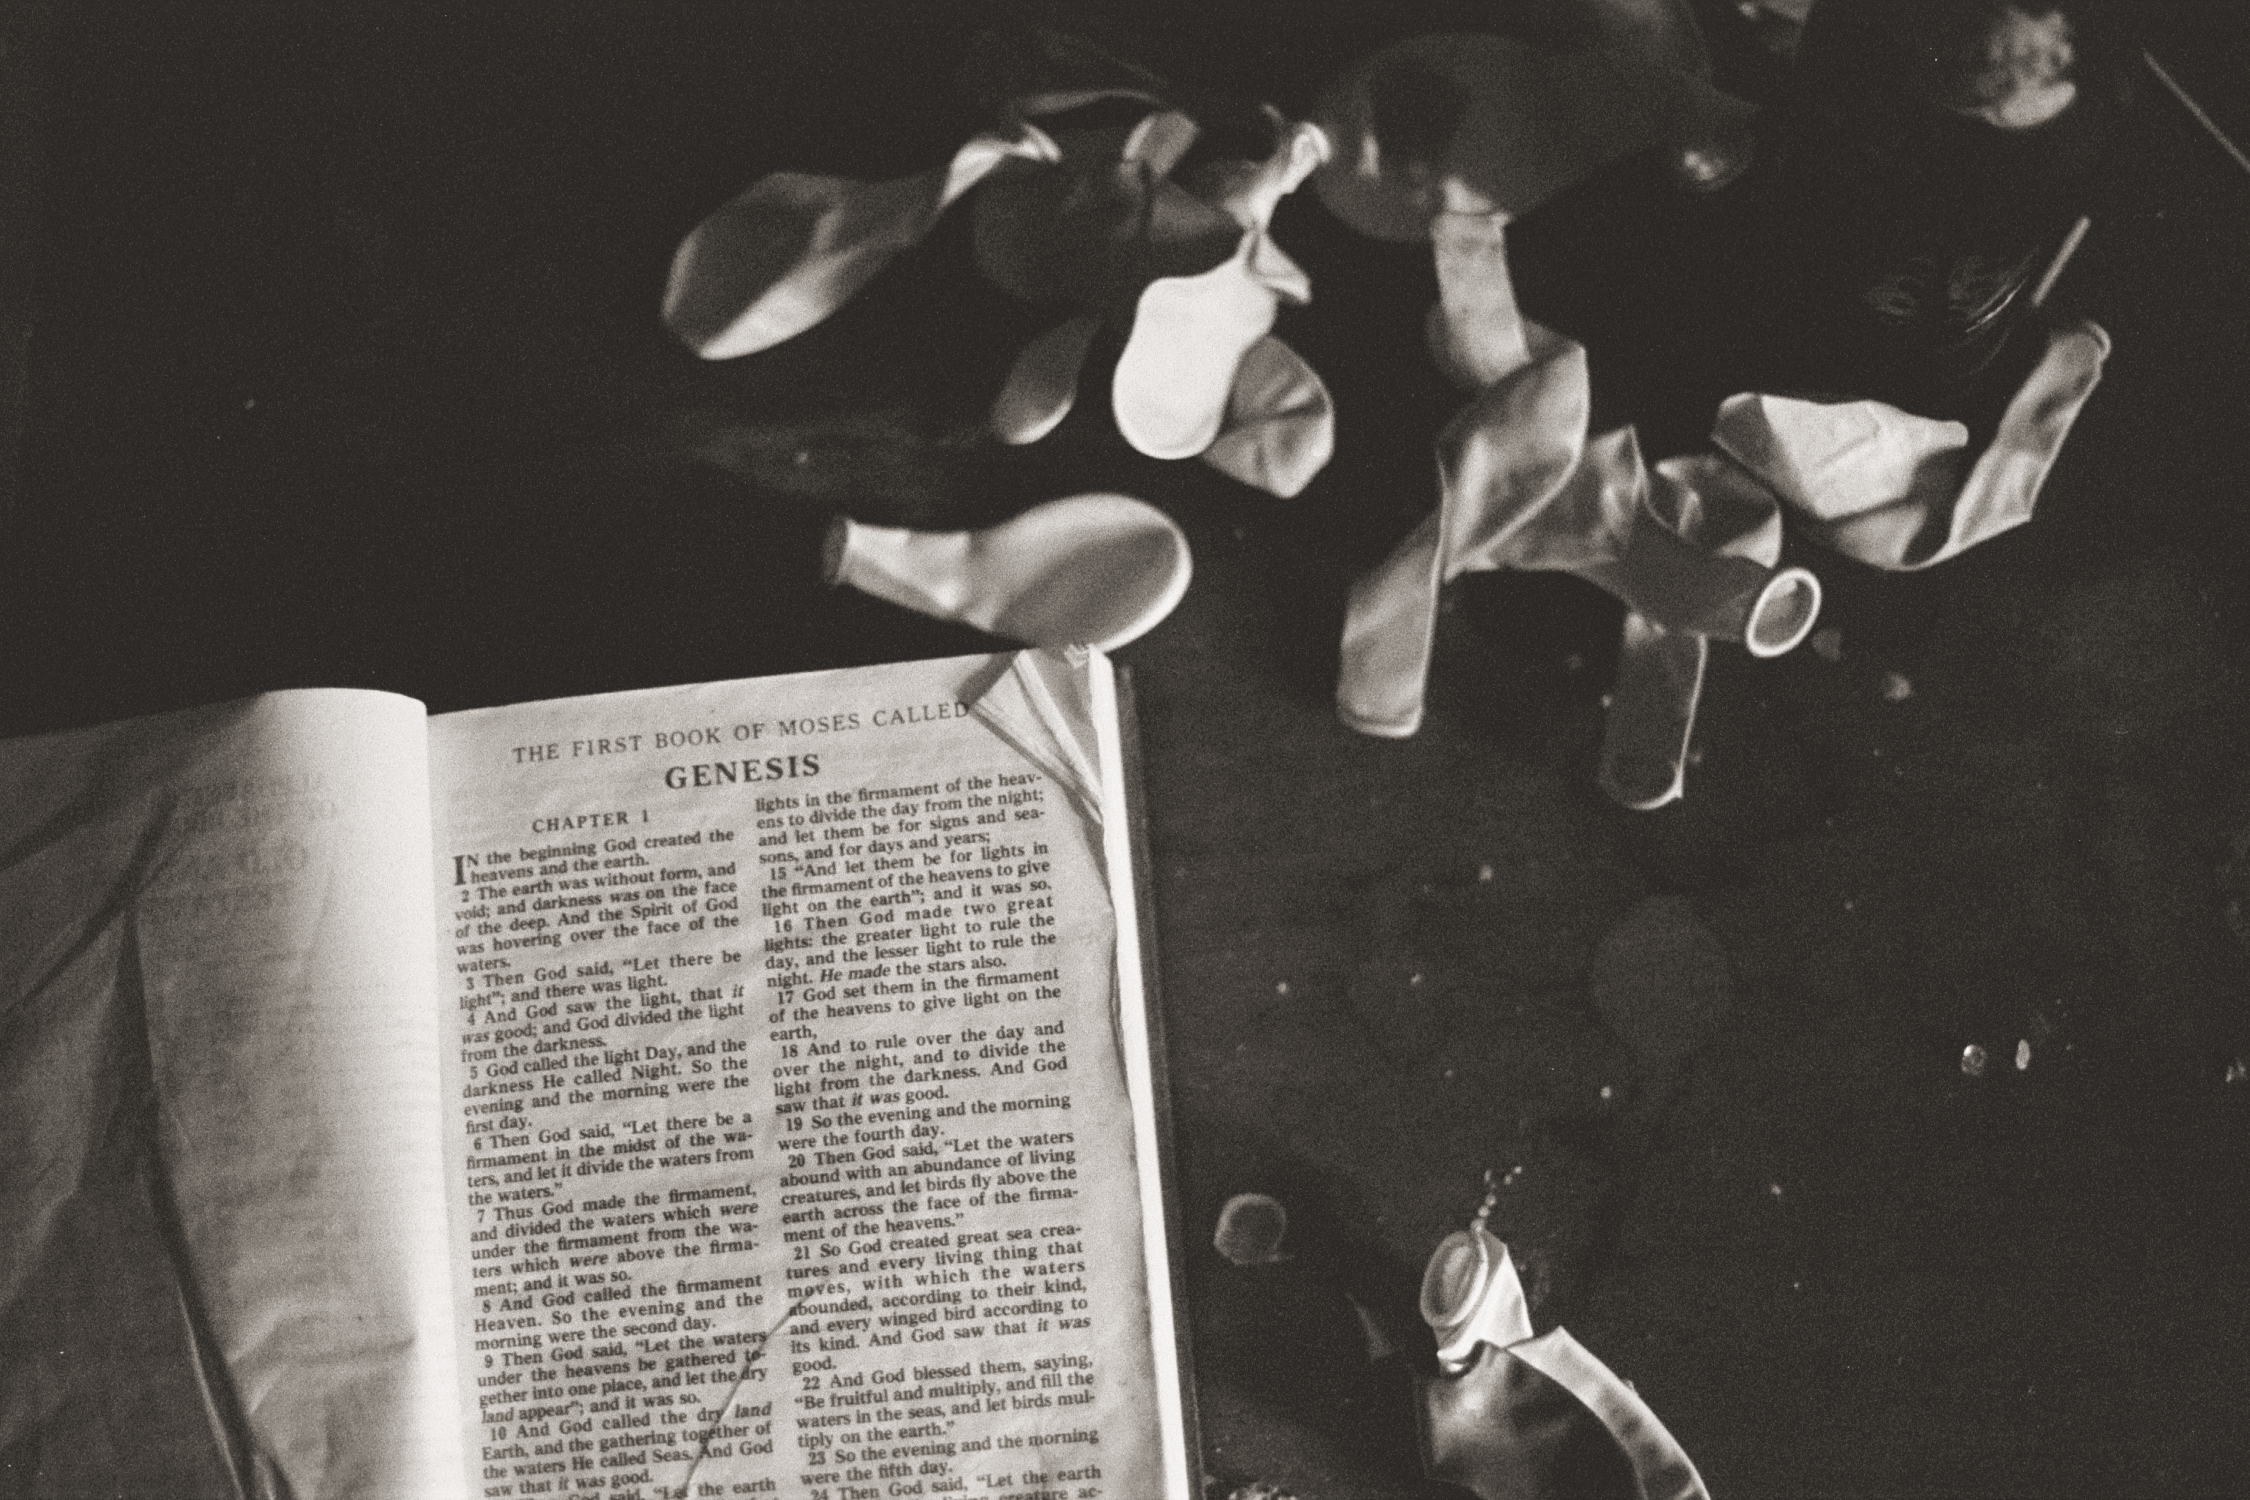 THE FIRST BOOK OF MOSES CALLED
GENESIS
CHAPTER 1
IN the beginning God created the
heavens and the earth.
2 The earth was without form, and
void; and darkness was on the face
of the deep. And the Spirit of God
was hovering over the face of the
waters.
3 Then God said, “Let there be
light”; and there was light.
4 And God saw the light, that it
was good; and God divided the light
from the darkness.
5 God called the light Day, and the
darkness He called Night. So the
evening and the morning were the
first day.
6 Then God said, “Let there be a
firmament in the midst of the wa-
ters, and let it divide the waters from
the waters.”
7 Thus God made the firmament,
and divided the waters which were
under the firmament from the wa-
ters which were above the firma-
ment; and it was so.
8 And God called the firmament
Heaven. So the evening and the
morning were the second day.
9 Then God said, “Let the waters
under the heavens be gathered to-
gether into one place, and let the dry
land appear”; and it was so.
10 And God called the dry land
Earth, and the gathering together of
the waters He called Seas. And God
saw that it was good.
God said, “Let the earth
lights in the firmament of the heav-
ens to divide the day from the night;
and let them be for signs and sea-
sons, and for days and years;
15 “And let them be for lights in
the firmament of the heavens to give
light on the earth”; and it was so.
16 Then God made two great
lights: the greater light to rule the
day, and the lesser light to rule the
night. He made the stars also.
17 God set them in the firmament
of the heavens to give light on the
earth,
18 And to rule over the day and
over the night, and to divide the
light from the darkness. And God
saw that it was good.
19 So the evening and the morning
were the fourth day.
20 Then God said, “Let the waters
abound with an abundance of living
creatures, and let birds fly above the
earth across the face of the firma-
ment of the heavens.”
21 So God created great sea crea-
tures and every living thing that
moves, with which the waters
abounded, according to their kind,
and every winged bird according to
its kind. And God saw that it was
good.
22 And God blessed them, saying,
“Be fruitful and multiply, and fill the
waters in the seas, and let birds mul-
tiply on the earth.”
23 So the evening and the morning
were the fifth day.
24 Then God said, “Let the earth
creature ac-